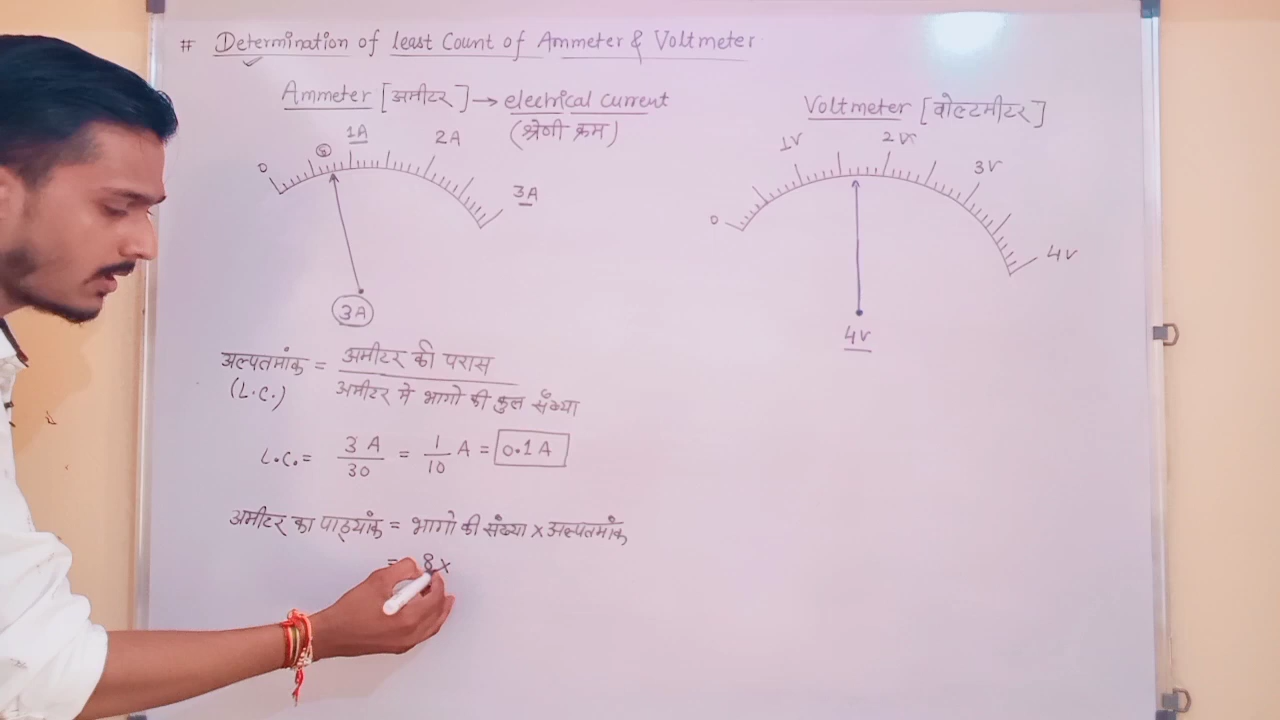 # Determination of least Count of Ammeter & Voltmeter
Ammeter [अमीटर] → electrical current
(श्रेणी क्रम)
0 8 1A 2A 3A
3A
अल्पतमांक = अमीटर की परास
(L.C.) अमीटर मे भागो की कुल संख्या
L.C. = 3 A / 30 = 1 / 10 A = 0.1 A
अमीटर का पाठ्यांक = भागो की संख्या × अल्पतमांक
= 8 ×
Voltmeter [वोल्टमीटर]
0 1V 2V 3V 4V
4V